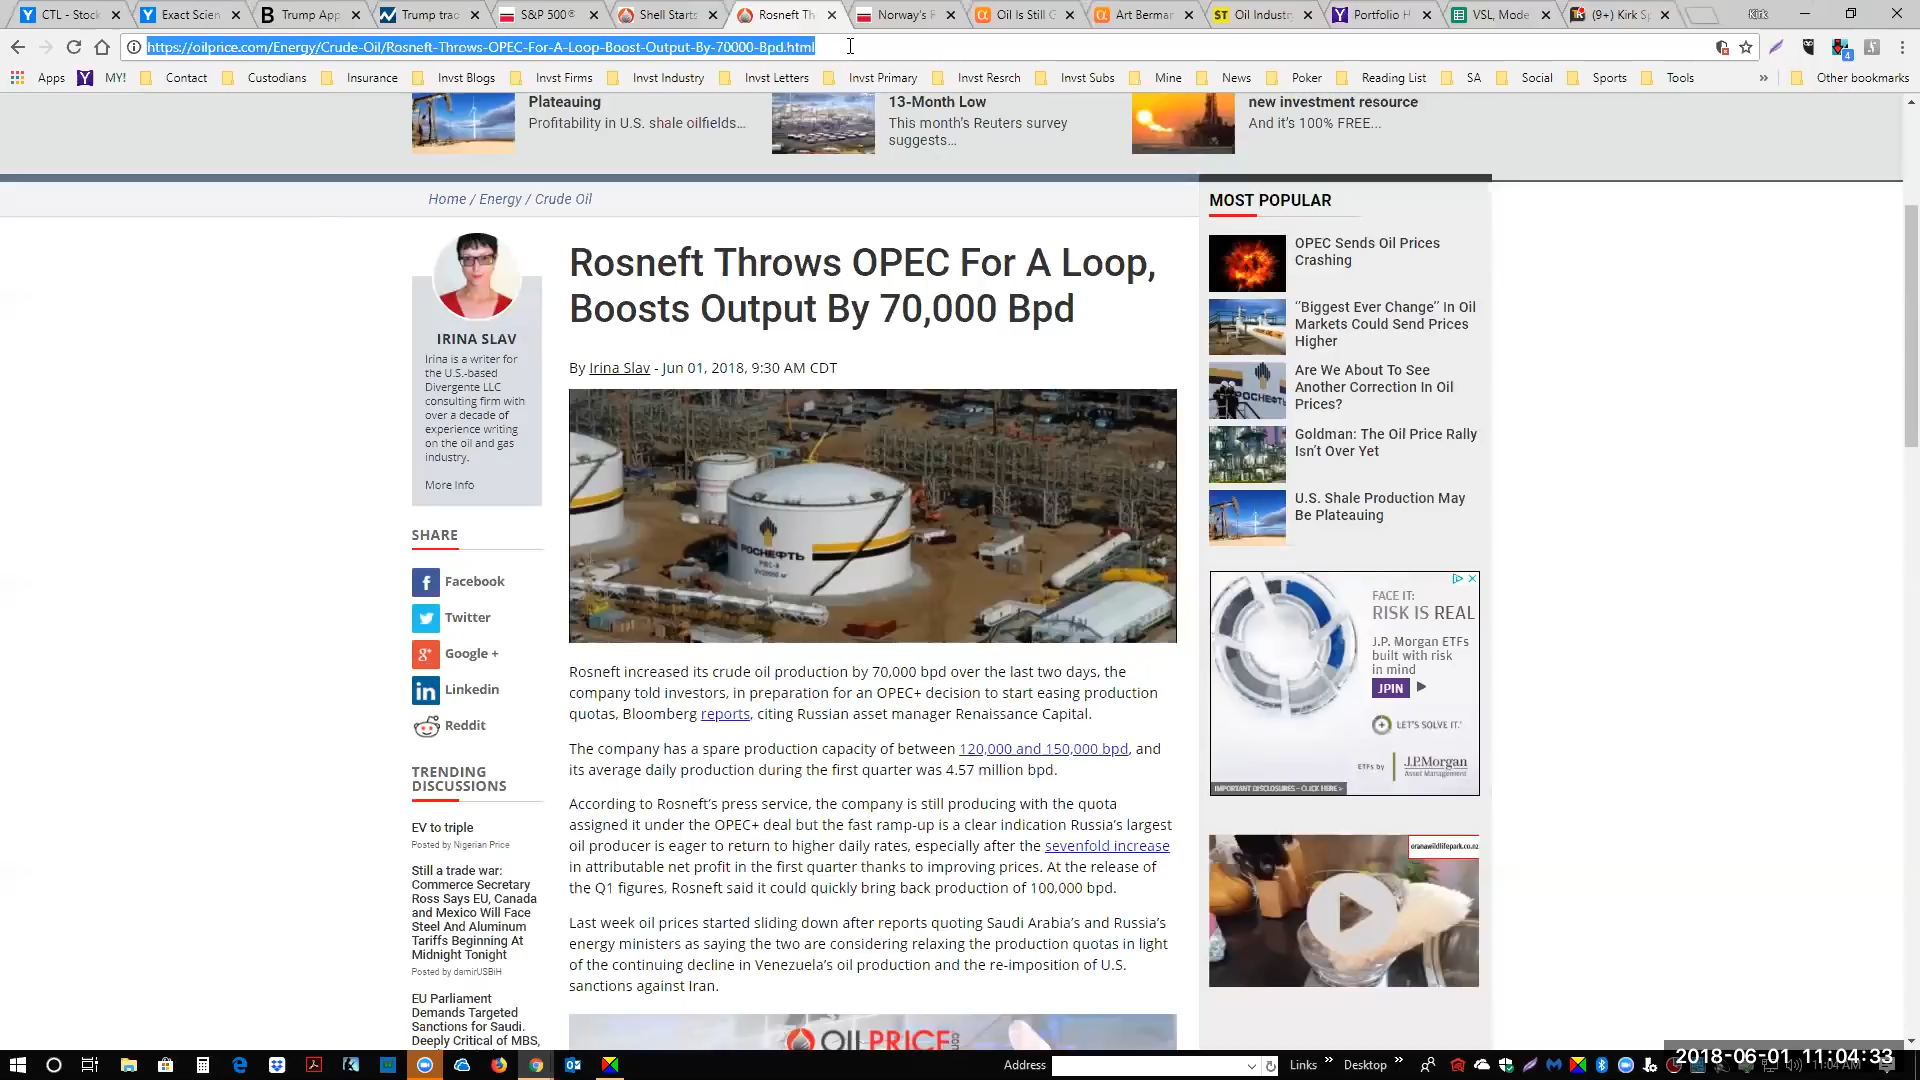 CTL - Stock
Exact Scien
Trump App
Trump trac
S&P 500®
Shell Starts
Rosneft Th
Norway's F
Oil Is Still G
Art Bermar
Oil Industr
Portfolio H
VSL, Mode
(9+) Kirk Sp
Kirk
https://oilprice.com/Energy/Crude-Oil/Rosneft-Throws-OPEC-For-A-Loop-Boost-Output-By-70000-Bpd.html
Apps
MY!
Contact
Custodians
Insurance
Invst Blogs
Invst Firms
Invst Industry
Invst Letters
Invst Primary
Invst Resrch
Invst Subs
Mine
News
Poker
Reading List
SA
Social
Sports
Tools
»
Other bookmarks
Plateauing
Profitability in U.S. shale oilfields...
13-Month Low
This month's Reuters survey
suggests...
new investment resource
And it's 100% FREE...
Home / Energy / Crude Oil
IRINA SLAV
Irina is a writer for
the U.S.-based
Divergente LLC
consulting firm with
over a decade of
experience writing
on the oil and gas
industry.
More Info
SHARE
Facebook
Twitter
Google +
Linkedin
Reddit
TRENDING
DISCUSSIONS
EV to triple
Posted by Nigerian Price
Still a trade war:
Commerce Secretary
Ross Says EU, Canada
and Mexico Will Face
Steel And Aluminum
Tariffs Beginning At
Midnight Tonight
Posted by damirUSBiH
EU Parliament
Demands Targeted
Sanctions for Saudi.
Deeply Critical of MBS,
Rosneft Throws OPEC For A Loop,
Boosts Output By 70,000 Bpd
By Irina Slav - Jun 01, 2018, 9:30 AM CDT
РОСНЕФТЬ
Rosneft increased its crude oil production by 70,000 bpd over the last two days, the
company told investors, in preparation for an OPEC+ decision to start easing production
quotas, Bloomberg reports, citing Russian asset manager Renaissance Capital.
The company has a spare production capacity of between 120,000 and 150,000 bpd, and
its average daily production during the first quarter was 4.57 million bpd.
According to Rosneft's press service, the company is still producing with the quota
assigned it under the OPEC+ deal but the fast ramp-up is a clear indication Russia's largest
oil producer is eager to return to higher daily rates, especially after the sevenfold increase
in attributable net profit in the first quarter thanks to improving prices. At the release of
the Q1 figures, Rosneft said it could quickly bring back production of 100,000 bpd.
Last week oil prices started sliding down after reports quoting Saudi Arabia's and Russia's
energy ministers as saying the two are considering relaxing the production quotas in light
of the continuing decline in Venezuela's oil production and the re-imposition of U.S.
sanctions against Iran.
OILPRICE
MOST POPULAR
OPEC Sends Oil Prices
Crashing
"Biggest Ever Change" In Oil
Markets Could Send Prices
Higher
Are We About To See
Another Correction In Oil
Prices?
Goldman: The Oil Price Rally
Isn't Over Yet
U.S. Shale Production May
Be Plateauing
FACE IT:
RISK IS REAL
J.P. Morgan ETFs
built with risk
in mind
JPIN
LET'S SOLVE IT.
ETFs by
J.P.Morgan
Asset Management
IMPORTANT DISCLOSURES - CLICK HERE >
oranawildlifepark.co.nz
Address
Links
»
Desktop
»
2018-06-01 11:04:33
11:04 AM